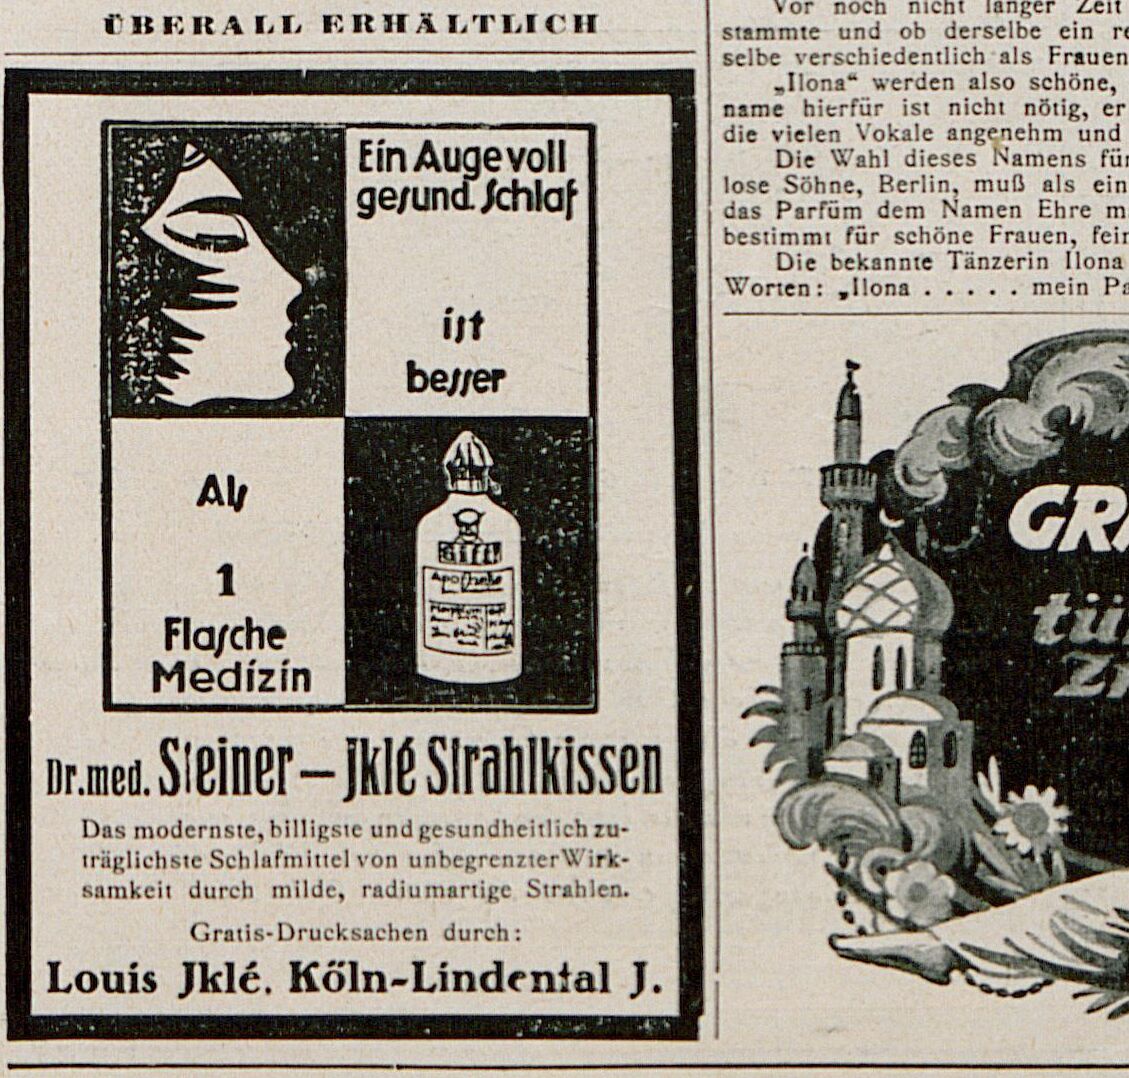 ÜBERALL ERHÄLTLICH
Ein Auge voll
gesund. Schlaf
ist
besser
Als
1
Flasche
Medizin
Gift!
Apotheke
Dr. med. Steiner – Jklé Strahlkissen
Das modernste, billigste und gesundheitlich zu-
träglichste Schlafmittel von unbegrenzter Wirk-
samkeit durch milde, radiumartige Strahlen.
Gratis-Drucksachen durch:
Louis Jklé. Köln-Lindental J.
Vor noch nicht langer Zeit
stammte und ob derselbe ein re
selbe verschiedentlich als Frauen
„Ilona“ werden also schöne,
name hierfür ist nicht nötig, er
die vielen Vokale angenehm und
Die Wahl dieses Namens für
lose Söhne, Berlin, muß als ein
das Parfüm dem Namen Ehre m
bestimmt für schöne Frauen, fein
Die bekannte Tänzerin Ilona
Worten: „Ilona . . . . . mein Pa
GR
tü